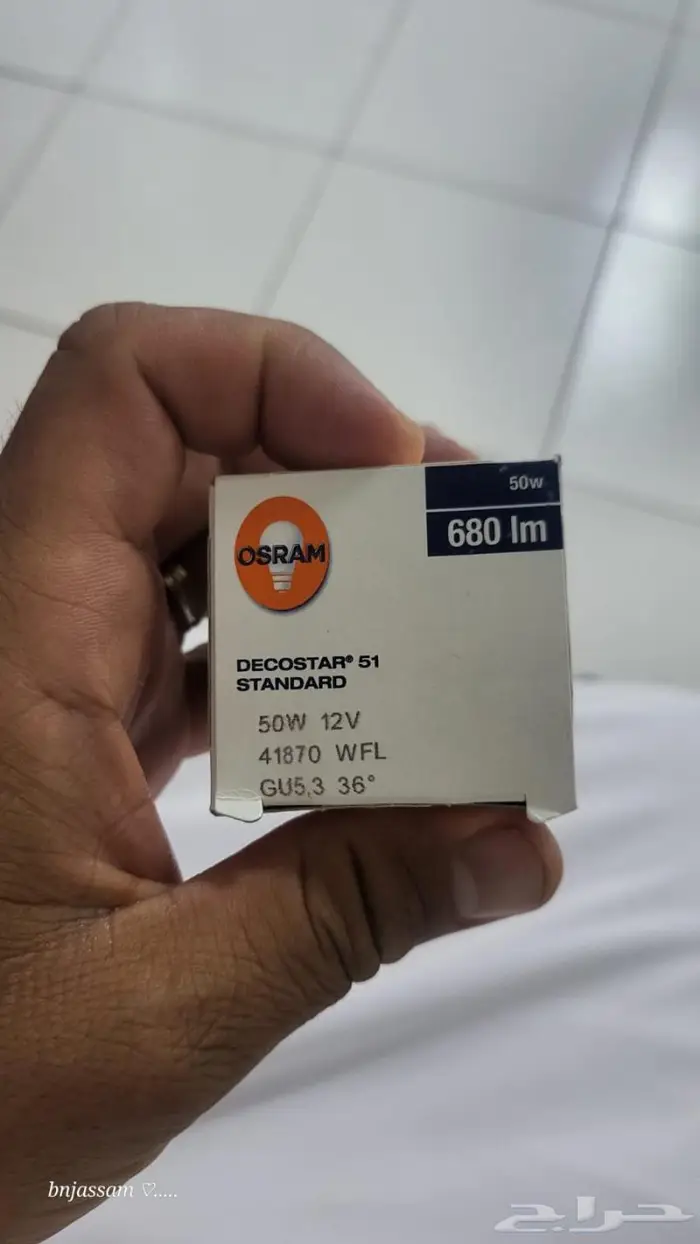 50w
680 lm
OSRAM
DECOSTAR® 51
STANDARD
50W 12V
41870 WFL
GU5,3 36°
bnjassam ♡.....
حراج